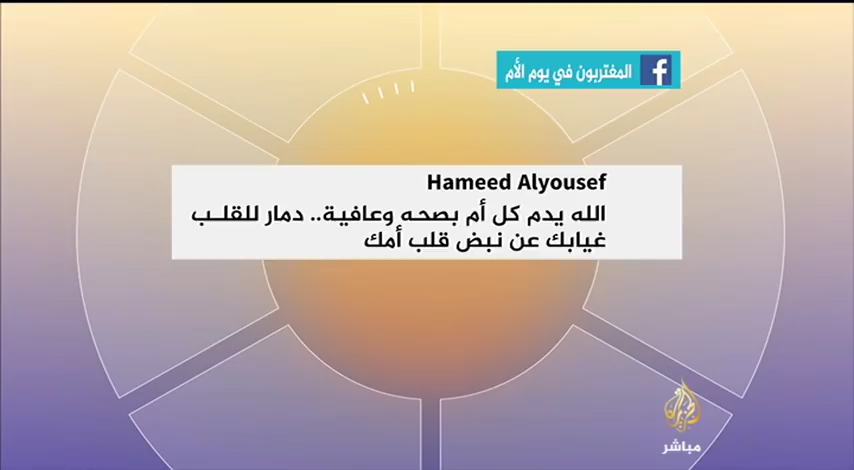 المغتربون في يوم الأم
Hameed Alyousef
الله يدم كل أم بصحه وعافية.. دمار للقلب
غيابك عن نبض قلب أمك
الجزيرة
مباشر